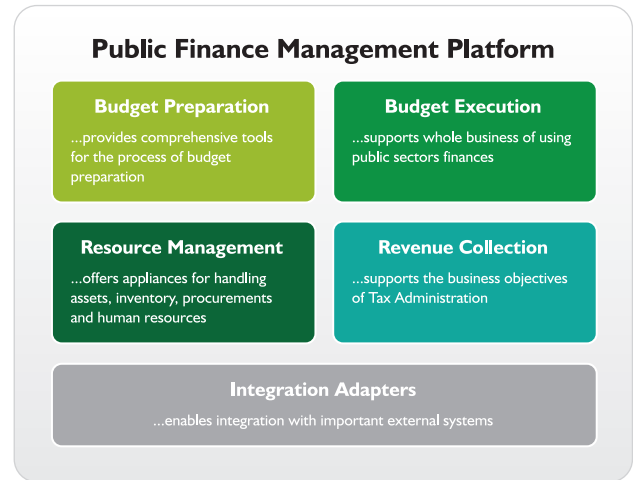 Public Finance Management Platform
Budget Preparation
...provides comprehensive tools
for the process of budget
preparation
Budget Execution
...supports whole business of using
public sectors finances
Resource Management
...offers appliances for handling
assets, inventory, procurements
and human resources
Revenue Collection
...supports the business objectives
of Tax Administration
Integration Adapters
...enables integration with important external systems